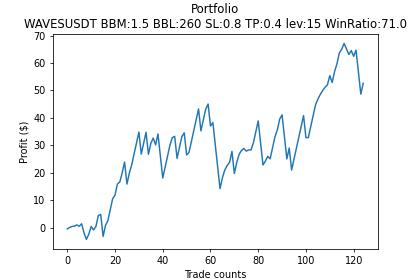 Portfolio
WAVESUSDT BBM:1.5 BBL:260 SL:0.8 TP:0.4 lev:15 WinRatio:71.0
70
60
50
40
30
20
10
0
Profit ($)
0 20 40 60 80 100 120
Trade counts